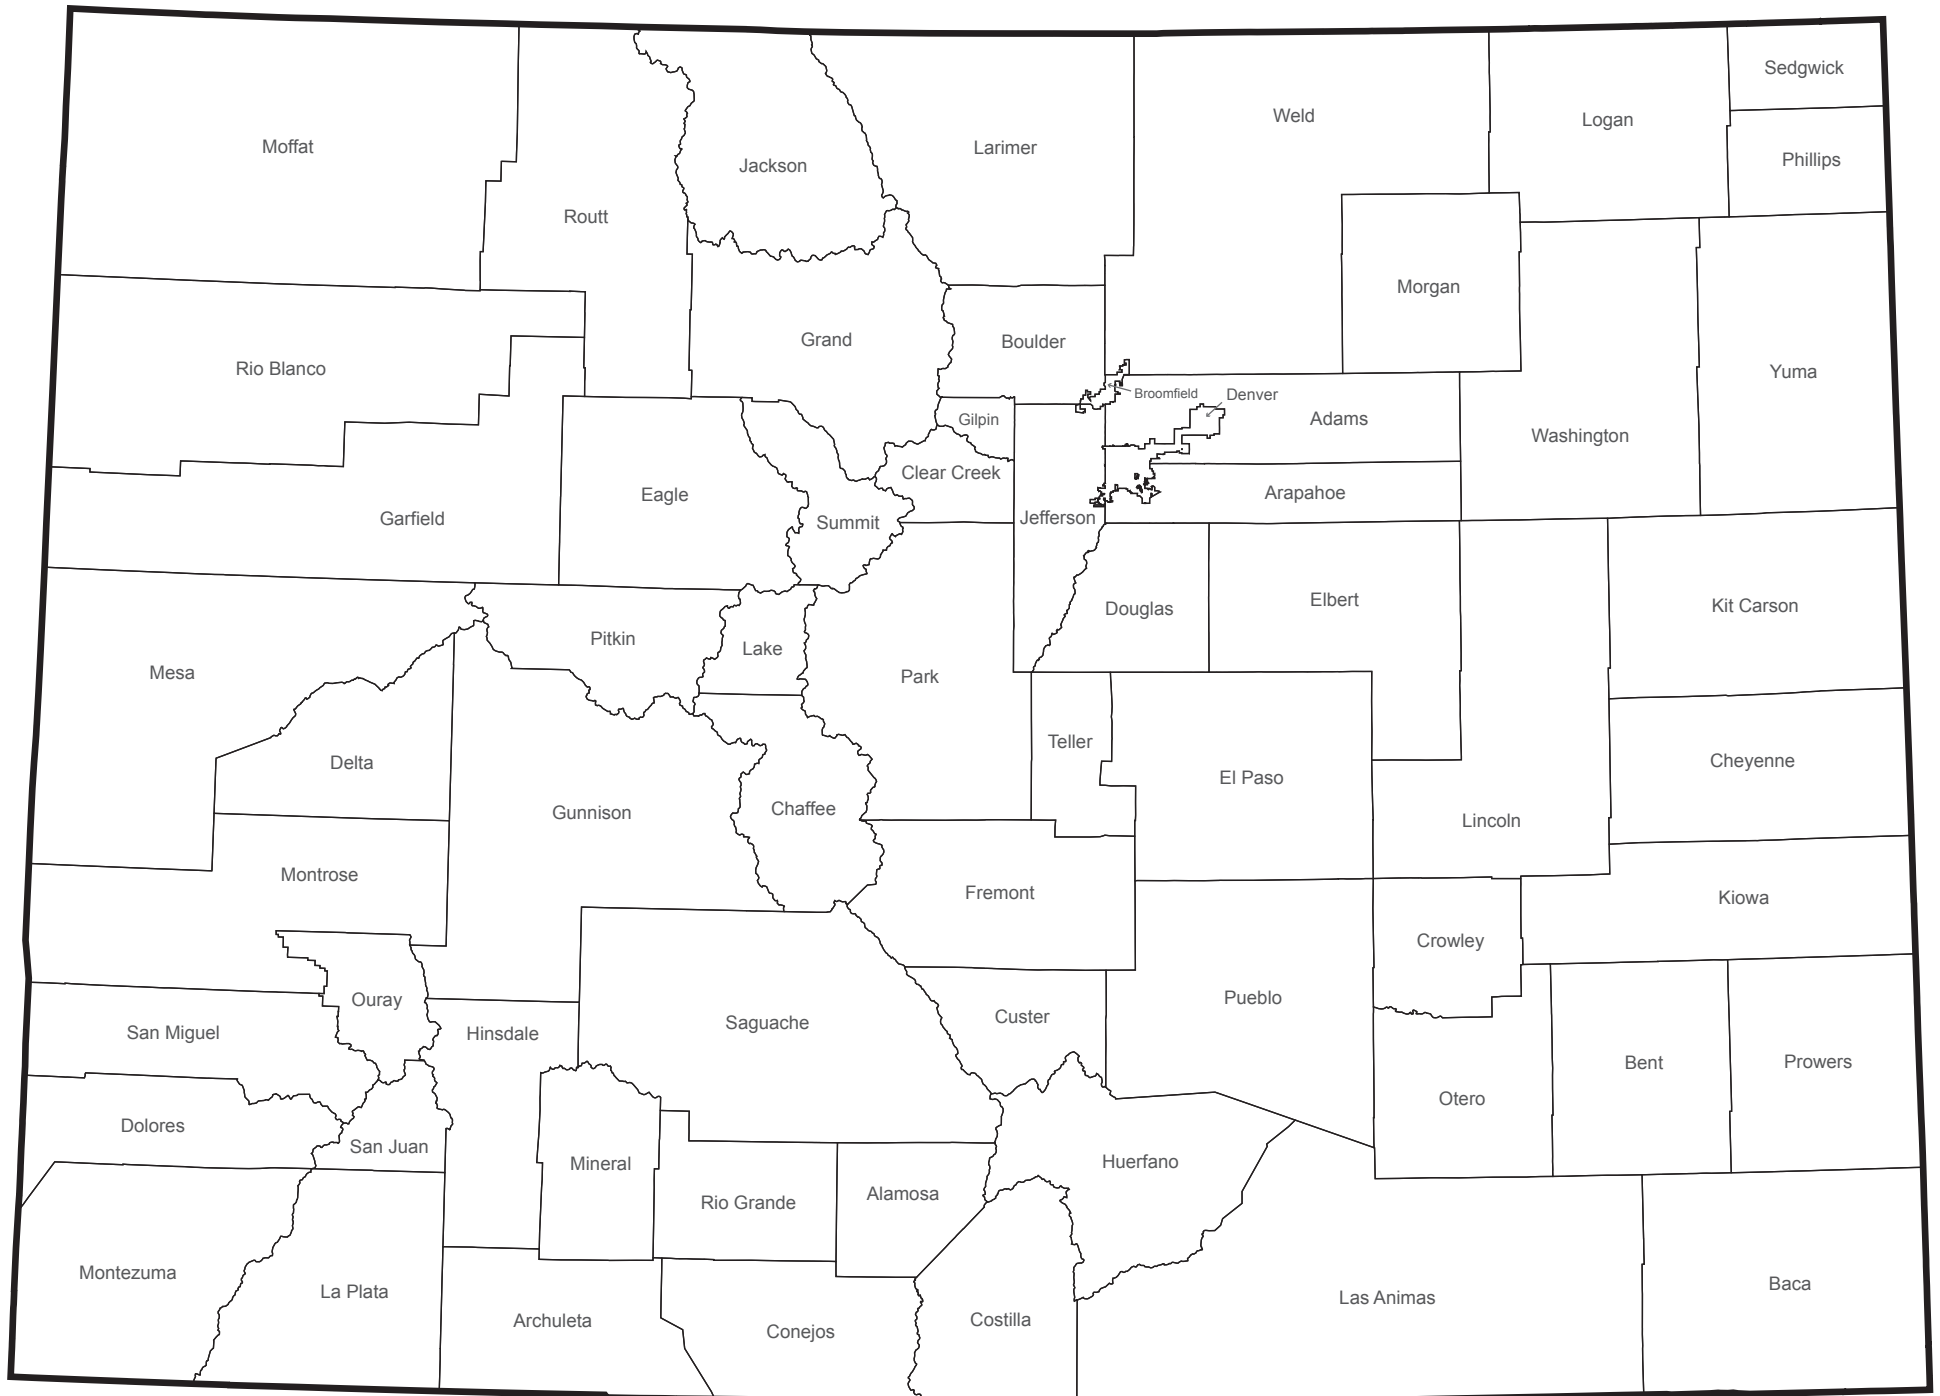 Sedgwick
Weld
Logan
Moffat
Larimer
Phillips
Jackson
Routt
Morgan
Grand
Boulder
Rio Blanco
Yuma
Broomfield
Denver
Gilpin
Adams
Washington
Clear Creek
Eagle
Arapahoe
Garfield
Summit
Jefferson
Elbert
Kit Carson
Douglas
Pitkin
Lake
Mesa
Park
Teller
Cheyenne
Delta
El Paso
Chaffee
Gunnison
Lincoln
Montrose
Fremont
Kiowa
Crowley
Ouray
Pueblo
Custer
Saguache
San Miguel
Hinsdale
Bent
Prowers
Otero
Dolores
San Juan
Mineral
Huerfano
Alamosa
Rio Grande
Montezuma
Baca
La Plata
Las Animas
Archuleta
Costilla
Conejos